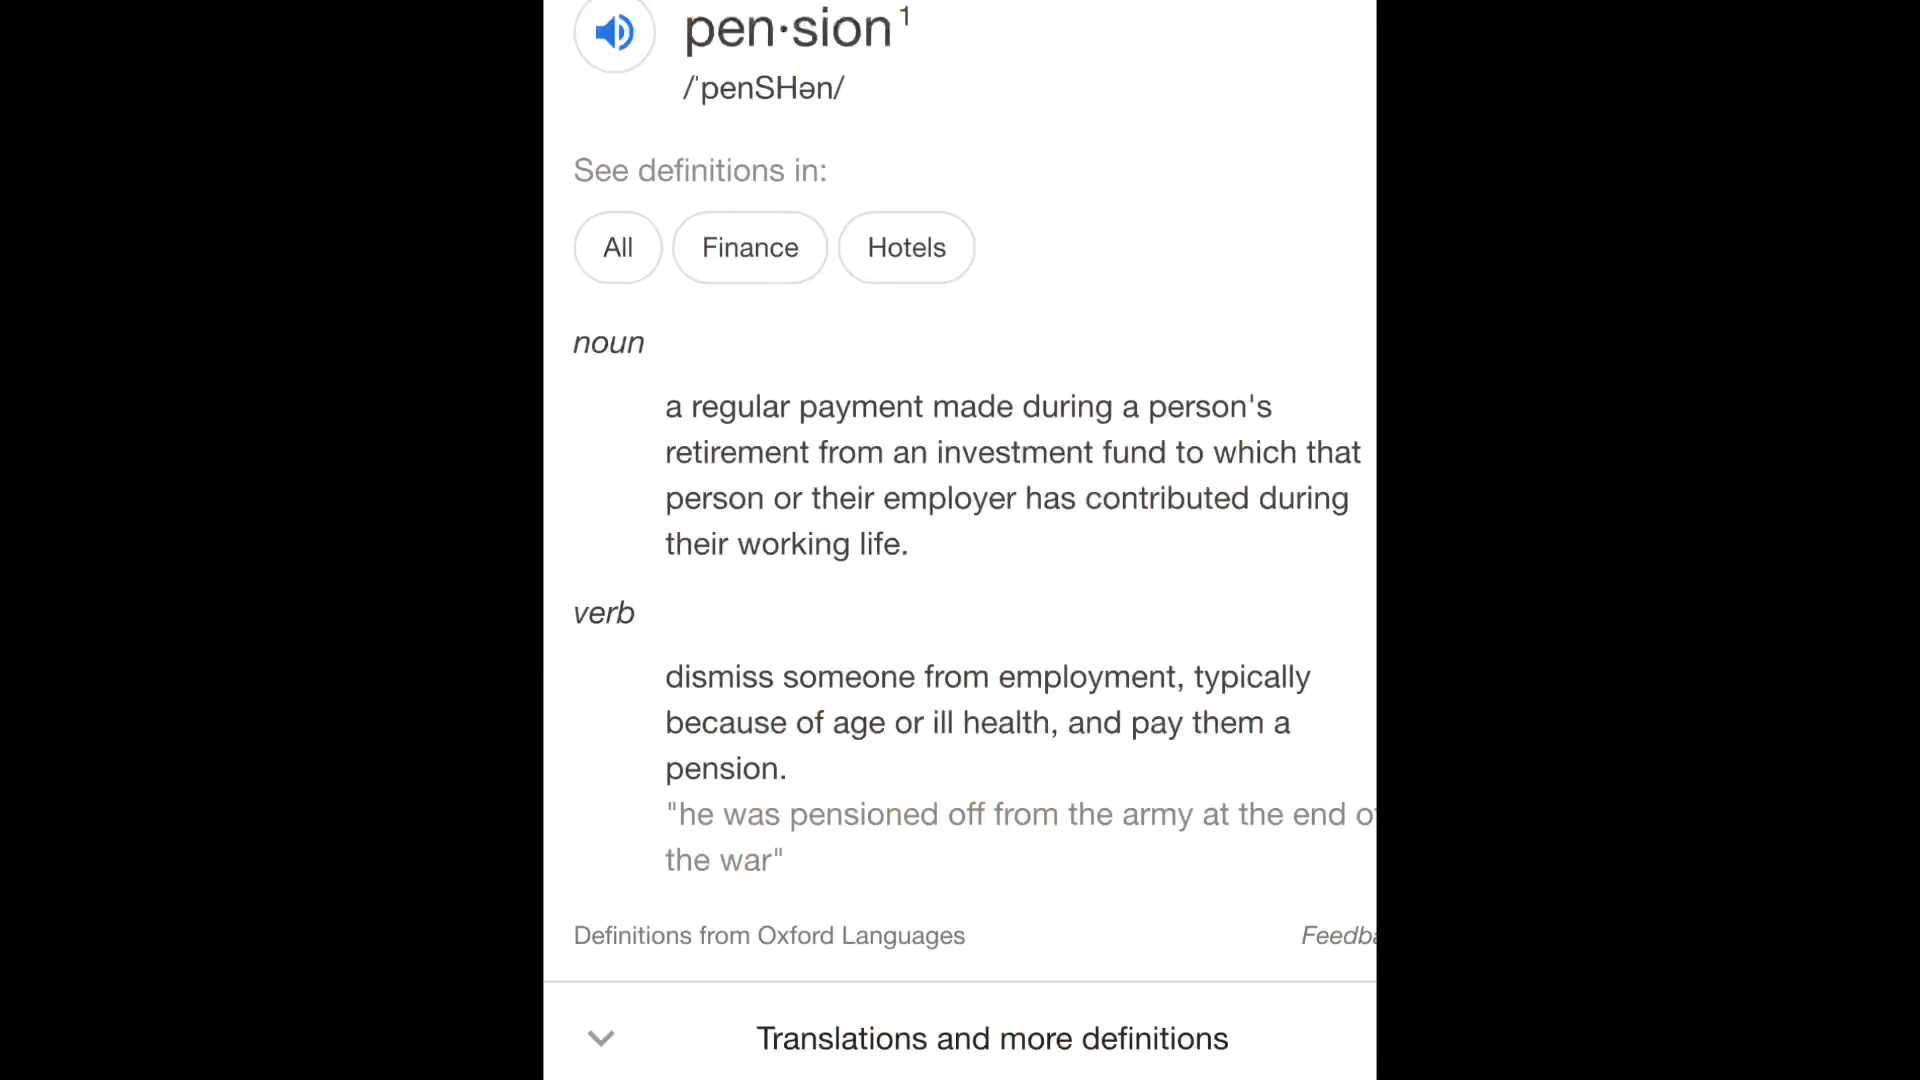 pen·sion¹
/ˈpenSHən/
See definitions in:
All Finance Hotels
noun
a regular payment made during a person's
retirement from an investment fund to which that
person or their employer has contributed during
their working life.
verb
dismiss someone from employment, typically
because of age or ill health, and pay them a
pension.
"he was pensioned off from the army at the end of
the war"
Definitions from Oxford Languages
Translations and more definitions